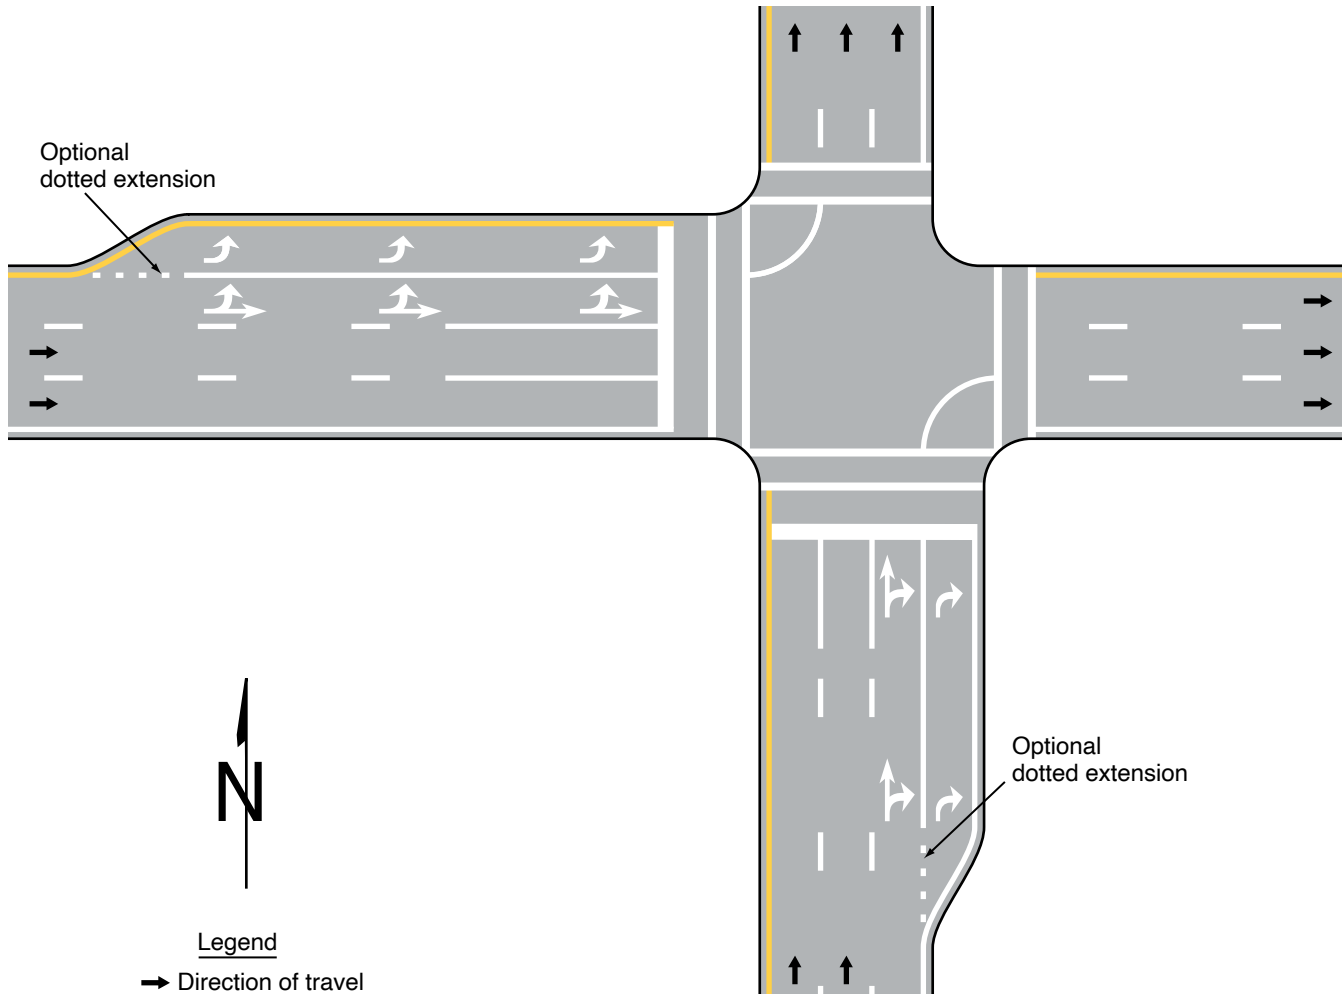 Optional
dotted extension
Optional
dotted extension
N
Legend
Direction of travel